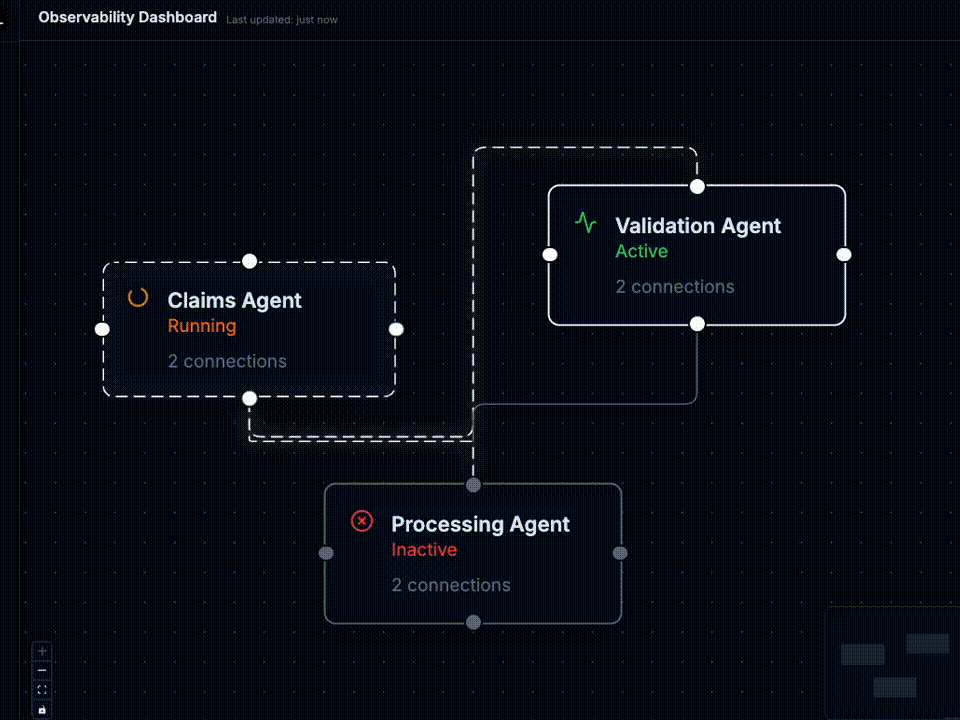 Observability Dashboard Last updated: just now
Validation Agent
Active
2 connections
Claims Agent
Running
2 connections
Processing Agent
Inactive
2 connections